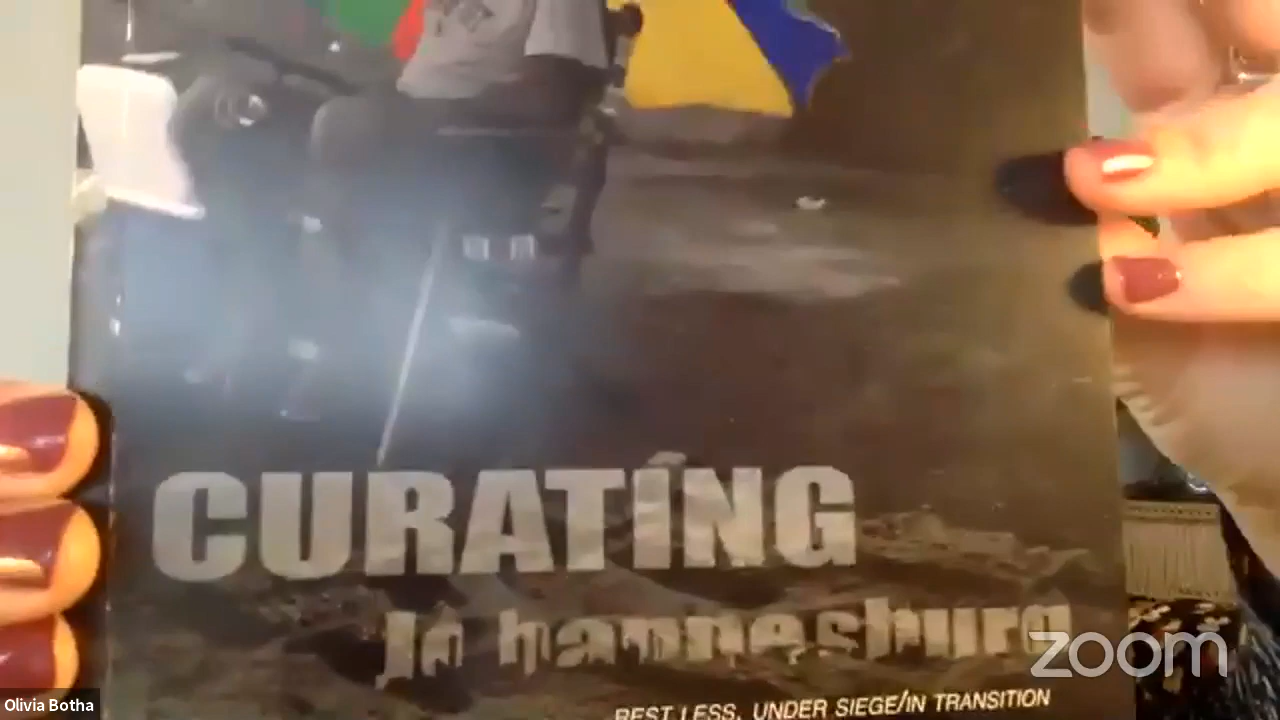 CURATING
Johannesburg
zoom
REST LESS, UNDER SIEGE/IN TRANSITION
Olivia Botha